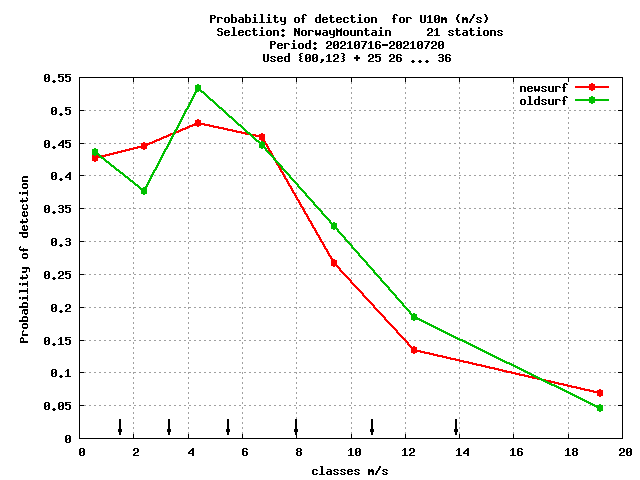 Probability of detection  for U10m (m/s)
Selection: NorwayMountain     21 stations
Period: 20210716-20210720
Used {00,12} + 25 26 ... 36
newsurf
oldsurf
0.55
0.5
0.45
0.4
0.35
0.3
0.25
0.2
0.15
0.1
0.05
0
Probability of detection
0 2 4 6 8 10 12 14 16 18 20
classes m/s